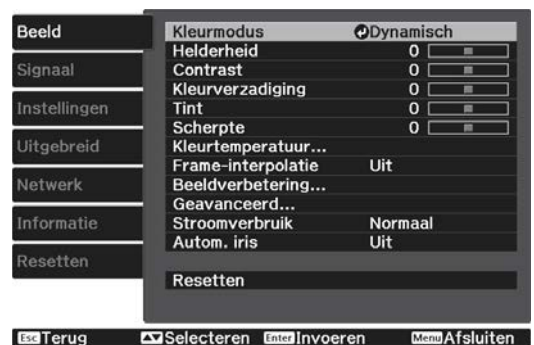 Beeld
Signaal
Instellingen
Uitgebreid
Netwerk
Informatie
Resetten
Kleurmodus Dynamisch
Helderheid 0
Contrast 0
Kleurverzadiging 0
Tint 0
Scherpte 0
Kleurtemperatuur...
Frame-interpolatie Uit
Beeldverbetering...
Geavanceerd...
Stroomverbruik Normaal
Autom. iris Uit
Resetten
Esc Terug Selecteren Enter Invoeren Menu Afsluiten